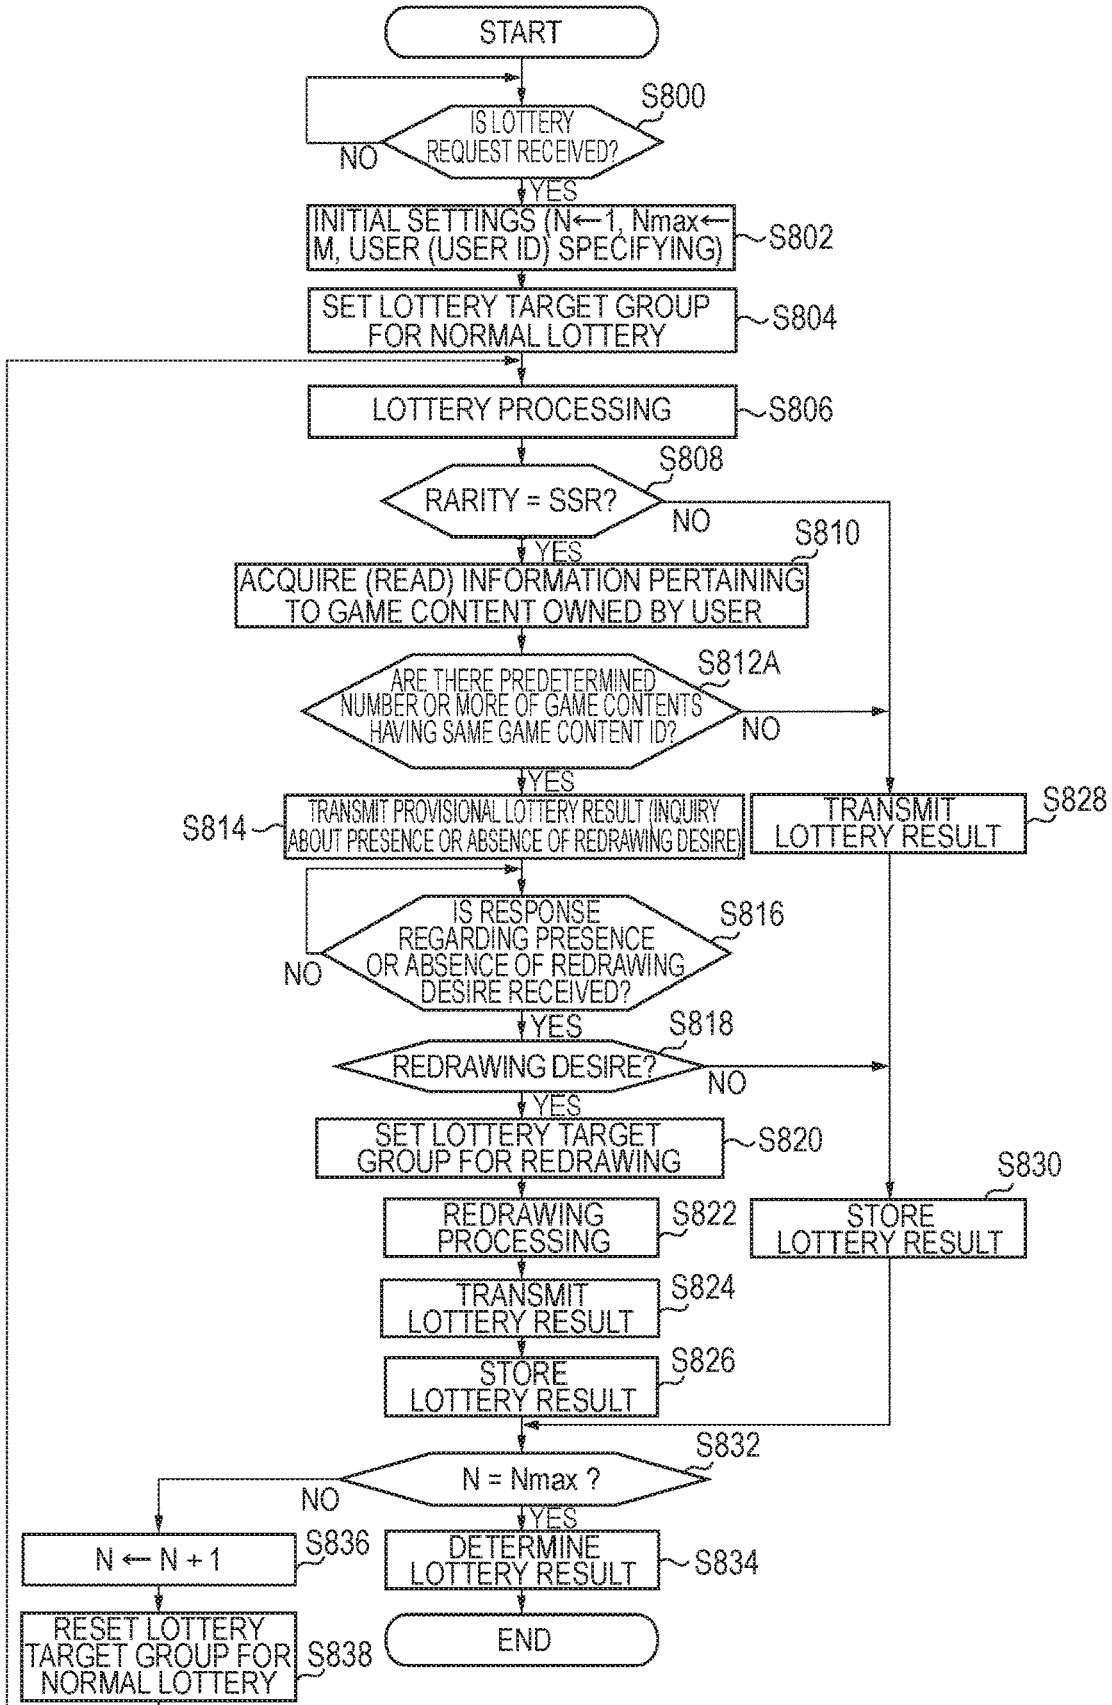 START
S800
IS LOTTERY
REQUEST RECEIVED?
NO
YES
INITIAL SETTINGS (N←1, Nmax←
M, USER (USER ID) SPECIFYING)
S802
SET LOTTERY TARGET GROUP
FOR NORMAL LOTTERY
S804
LOTTERY PROCESSING
S806
S808
RARITY = SSR?
NO
YES
S810
ACQUIRE (READ) INFORMATION PERTAINING
TO GAME CONTENT OWNED BY USER
S812A
ARE THERE PREDETERMINED
NUMBER OR MORE OF GAME CONTENTS
HAVING SAME GAME CONTENT ID?
NO
YES
S814
TRANSMIT PROVISIONAL LOTTERY RESULT (INQUIRY
ABOUT PRESENCE OR ABSENCE OF REDRAWING DESIRE)
S828
TRANSMIT
LOTTERY RESULT
S816
IS RESPONSE
REGARDING PRESENCE
OR ABSENCE OF REDRAWING
DESIRE RECEIVED?
NO
YES
S818
REDRAWING DESIRE?
NO
YES
SET LOTTERY TARGET
GROUP FOR REDRAWING
S820
S830
STORE
LOTTERY RESULT
REDRAWING
PROCESSING
S822
TRANSMIT
LOTTERY RESULT
S824
STORE
LOTTERY RESULT
S826
S832
N = Nmax ?
NO
YES
N ← N + 1
S836
DETERMINE
LOTTERY RESULT
S834
RESET LOTTERY
TARGET GROUP FOR
NORMAL LOTTERY
S838
END